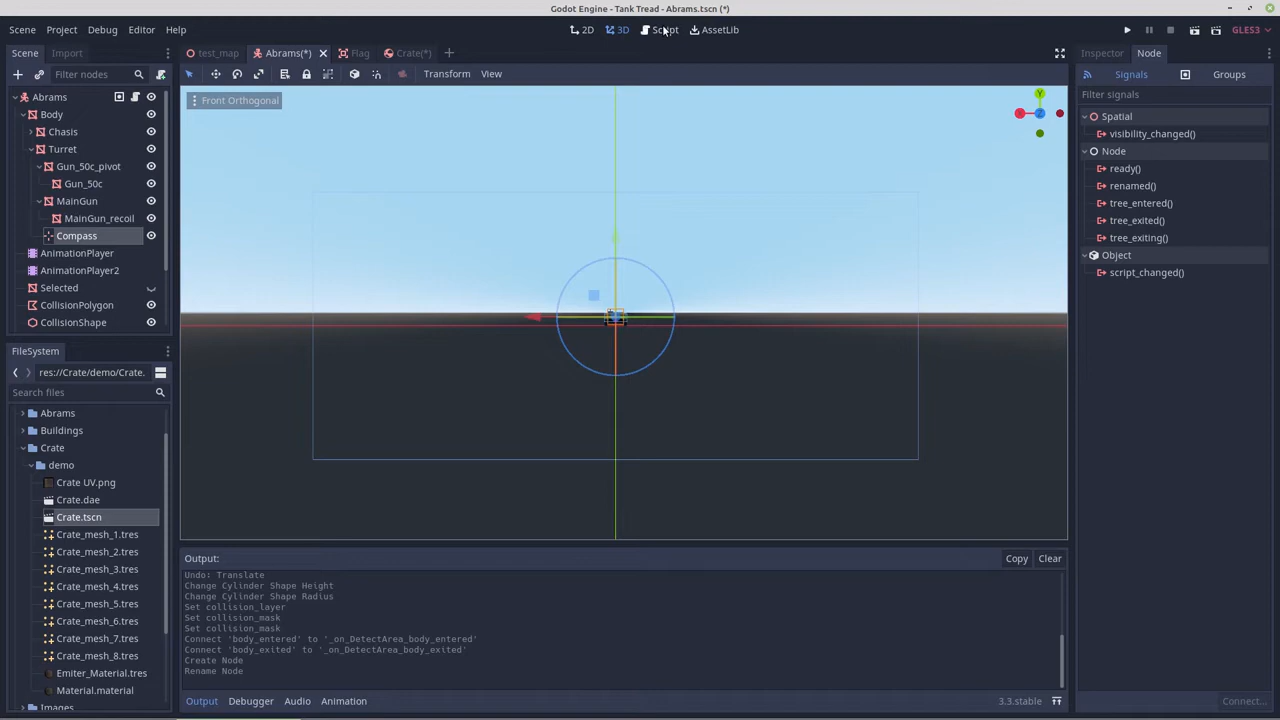 Godot Engine - Tank Tread - Abrams.tscn (*)
Scene Project Debug Editor Help
2D 3D Script AssetLib
GLES3
Scene Import
Filter nodes
Abrams
Body
Chasis
Turret
Gun_50c_pivot
Gun_50c
MainGun
MainGun_recoil
Compass
AnimationPlayer
AnimationPlayer2
Selected
CollisionPolygon
CollisionShape
FileSystem
res://Crate/demo/Crate.
Search files
Abrams
Buildings
Crate
demo
Crate UV.png
Crate.dae
Crate.tscn
Crate_mesh_1.tres
Crate_mesh_2.tres
Crate_mesh_3.tres
Crate_mesh_4.tres
Crate_mesh_5.tres
Crate_mesh_6.tres
Crate_mesh_7.tres
Crate_mesh_8.tres
Emiter_Material.tres
Material.material
Images
test_map Abrams(*) Flag Crate(*)
Transform View
Front Orthogonal
Y
X
Z
Output:
Copy Clear
Undo: Translate
Change Cylinder Shape Height
Change Cylinder Shape Radius
Set collision_layer
Set collision_mask
Set collision_mask
Connect 'body_entered' to '_on_DetectArea_body_entered'
Connect 'body_exited' to '_on_DetectArea_body_exited'
Create Node
Rename Node
Output Debugger Audio Animation
3.3.stable
Inspector Node
Signals Groups
Filter signals
Spatial
visibility_changed()
Node
ready()
renamed()
tree_entered()
tree_exited()
tree_exiting()
Object
script_changed()
Connect...